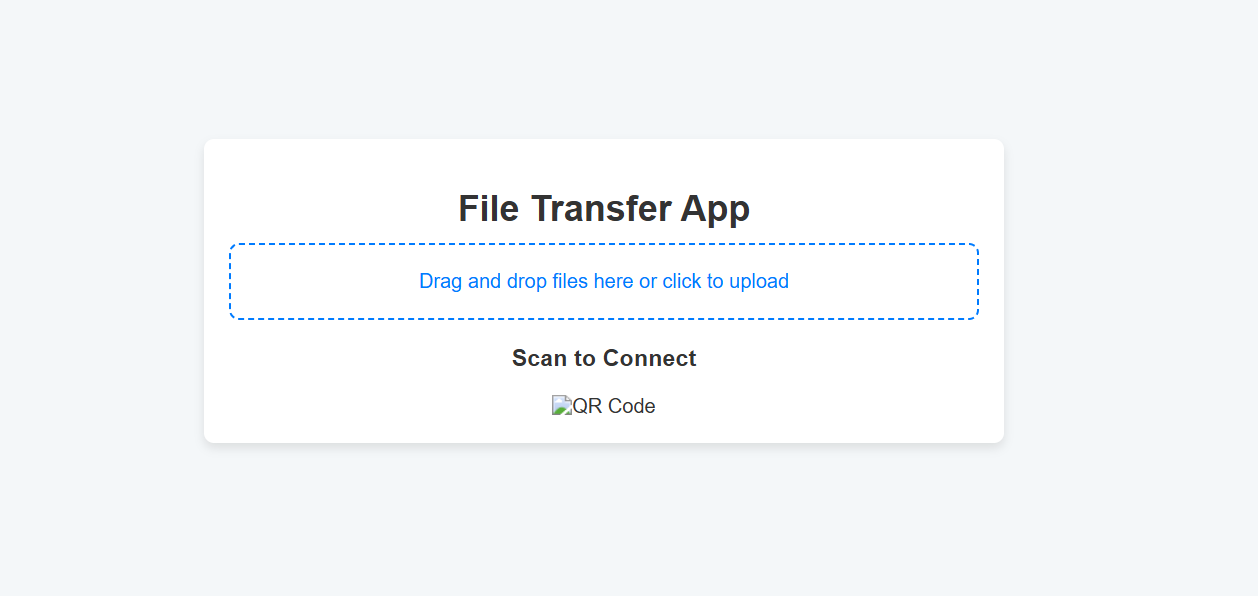 File Transfer App
Drag and drop files here or click to upload
Scan to Connect
QR Code